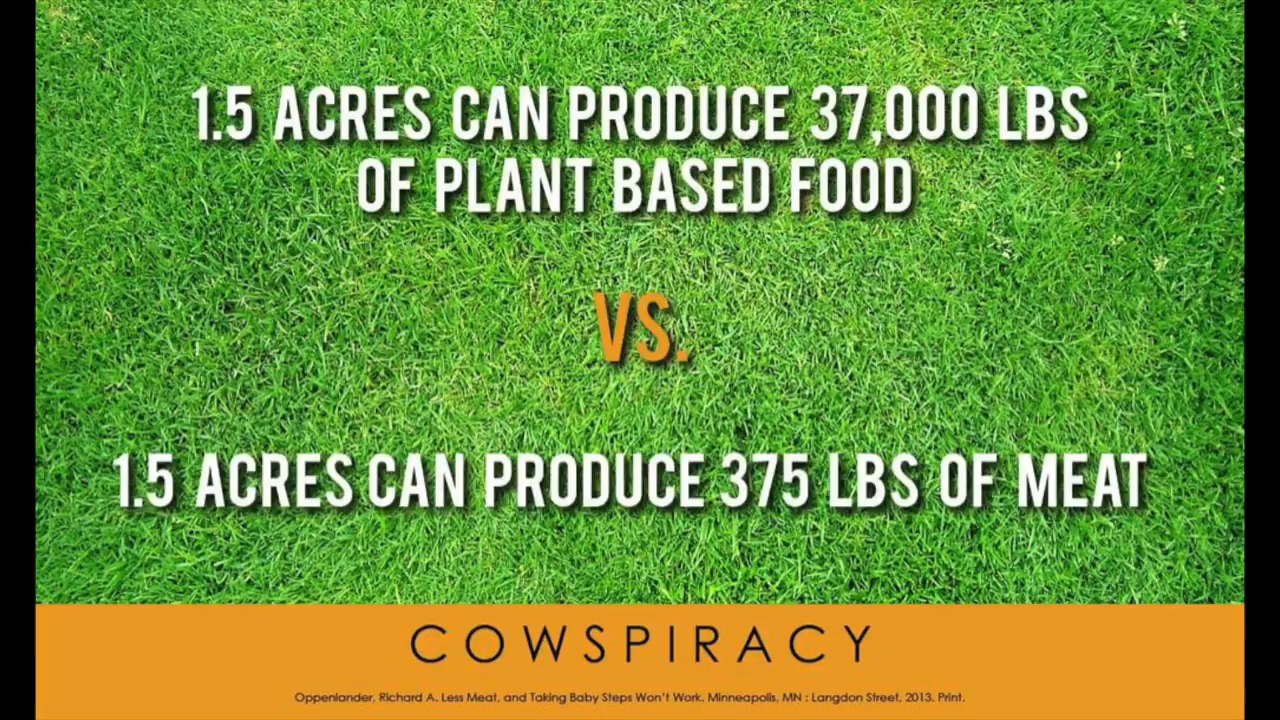 1.5 ACRES CAN PRODUCE 37,000 LBS
OF PLANT BASED FOOD
VS.
1.5 ACRES CAN PRODUCE 375 LBS OF MEAT
COWSPIRACY
Oppenlander, Richard A. Less Meat, and Taking Baby Steps Won't Work. Minneapolis, MN : Langdon Street, 2013. Print.